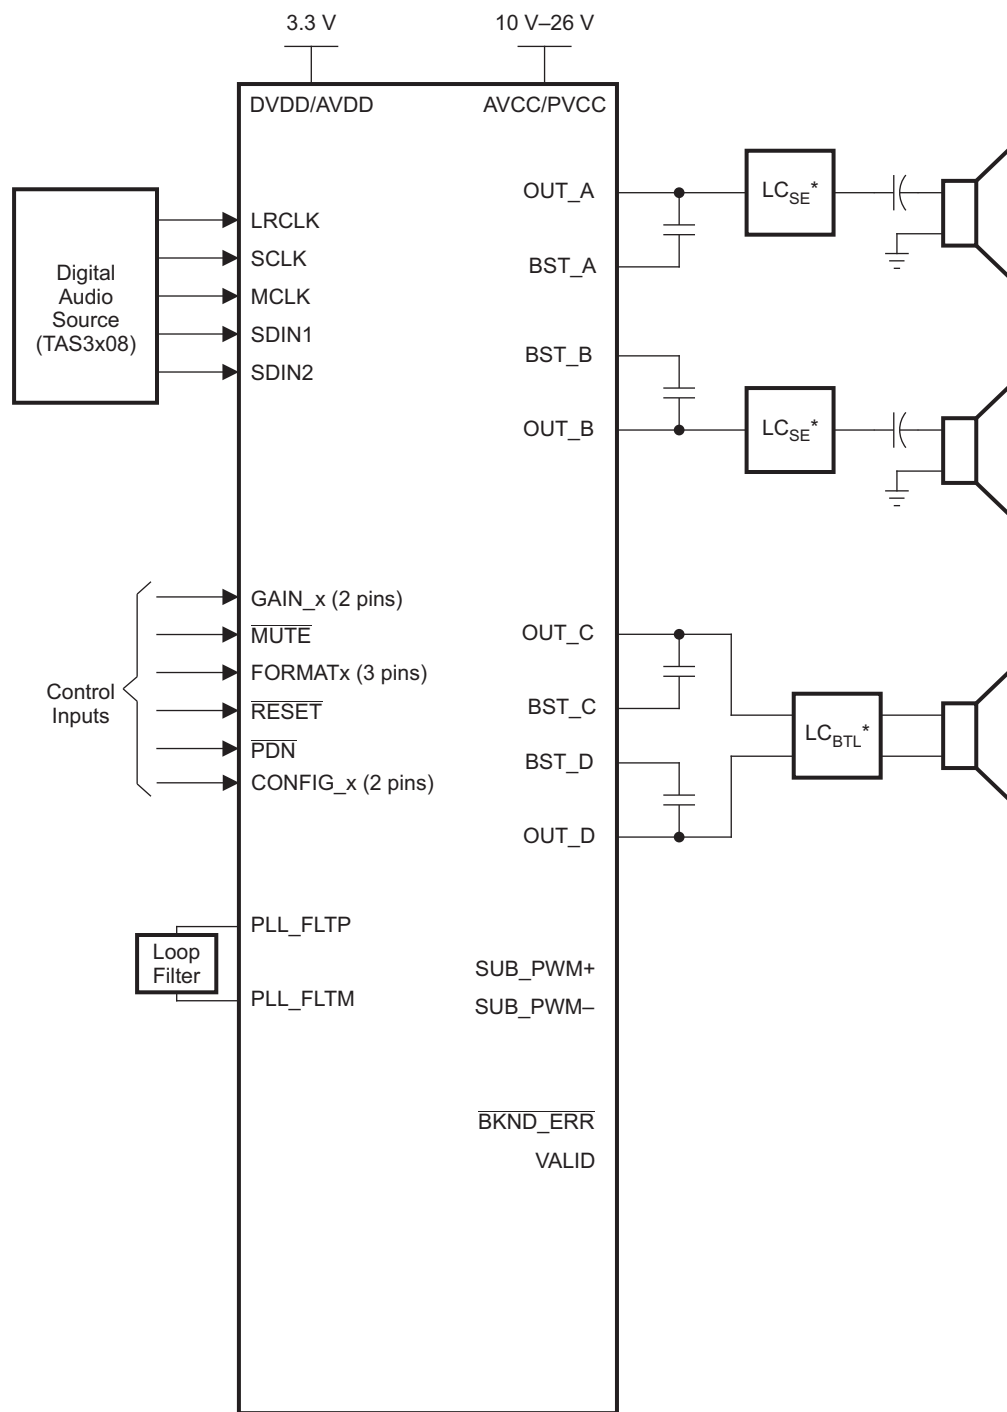 3.3 V
10 V–26 V
DVDD/AVDD
AVCC/PVCC
Digital
Audio
Source
(TAS3x08)
LRCLK
SCLK
MCLK
SDIN1
SDIN2
OUT_A
BST_A
BST_B
OUT_B
LCSE*
LCSE*
Control
Inputs
GAIN_x (2 pins)
MUTE
FORMATx (3 pins)
RESET
PDN
CONFIG_x (2 pins)
OUT_C
BST_C
BST_D
OUT_D
LCBTL*
Loop
Filter
PLL_FLTP
PLL_FLTM
SUB_PWM+
SUB_PWM–
BKND_ERR
VALID